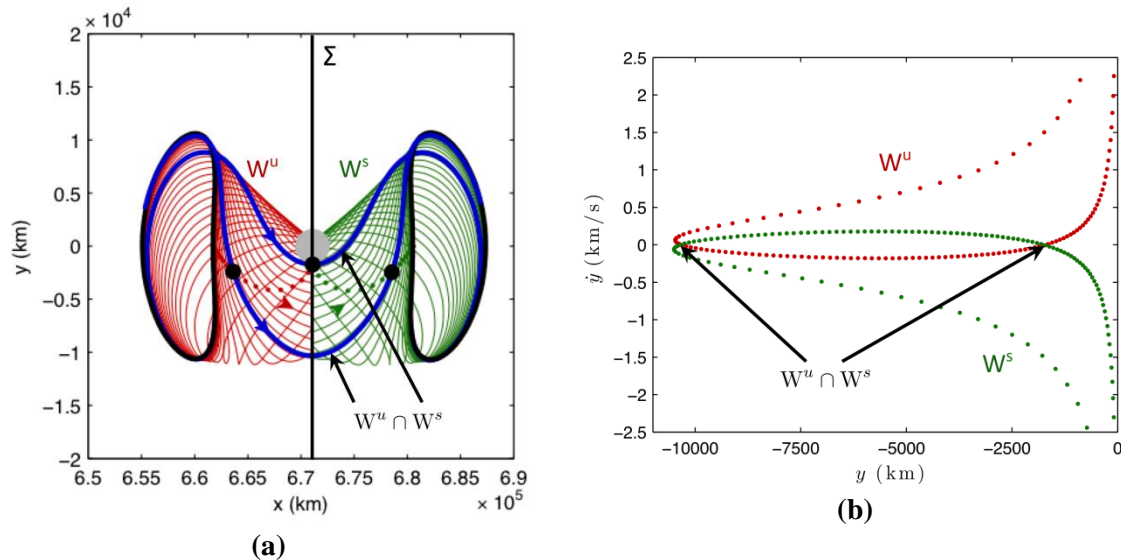 × 10⁴
2
1.5
1
0.5
0
-0.5
-1
-1.5
-2
y (km)
6.5 6.55 6.6 6.65 6.7 6.75 6.8 6.85 6.9
× 10⁵
x (km)
Σ
Wᵘ
Wˢ
Wᵘ ∩ Wˢ
(a)
2.5
2
1.5
1
0.5
0
-0.5
-1
-1.5
-2
-2.5
ẏ (km/s)
-10000 -7500 -5000 -2500 0
y (km)
Wᵘ
Wˢ
Wᵘ ∩ Wˢ
(b)